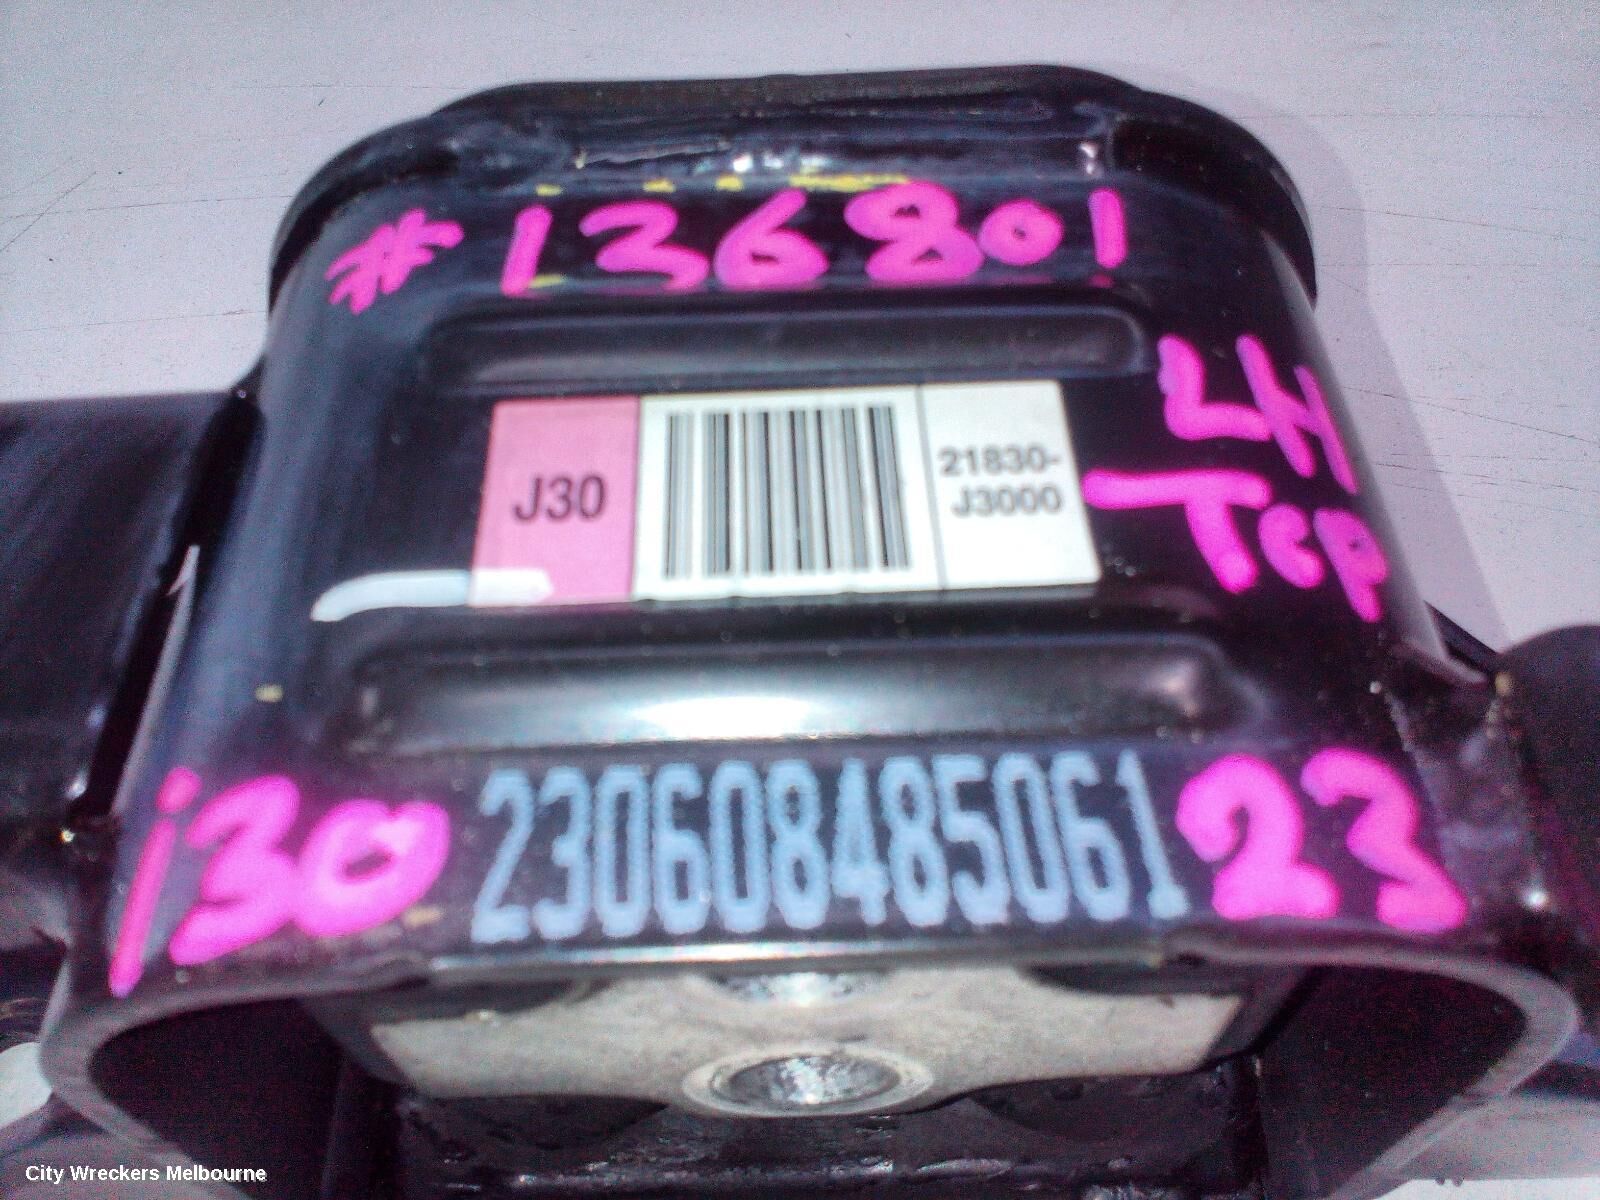 #136801
LH
Top
J30
21830-
J3000
i30
230608485061
23
City Wreckers Melbourne